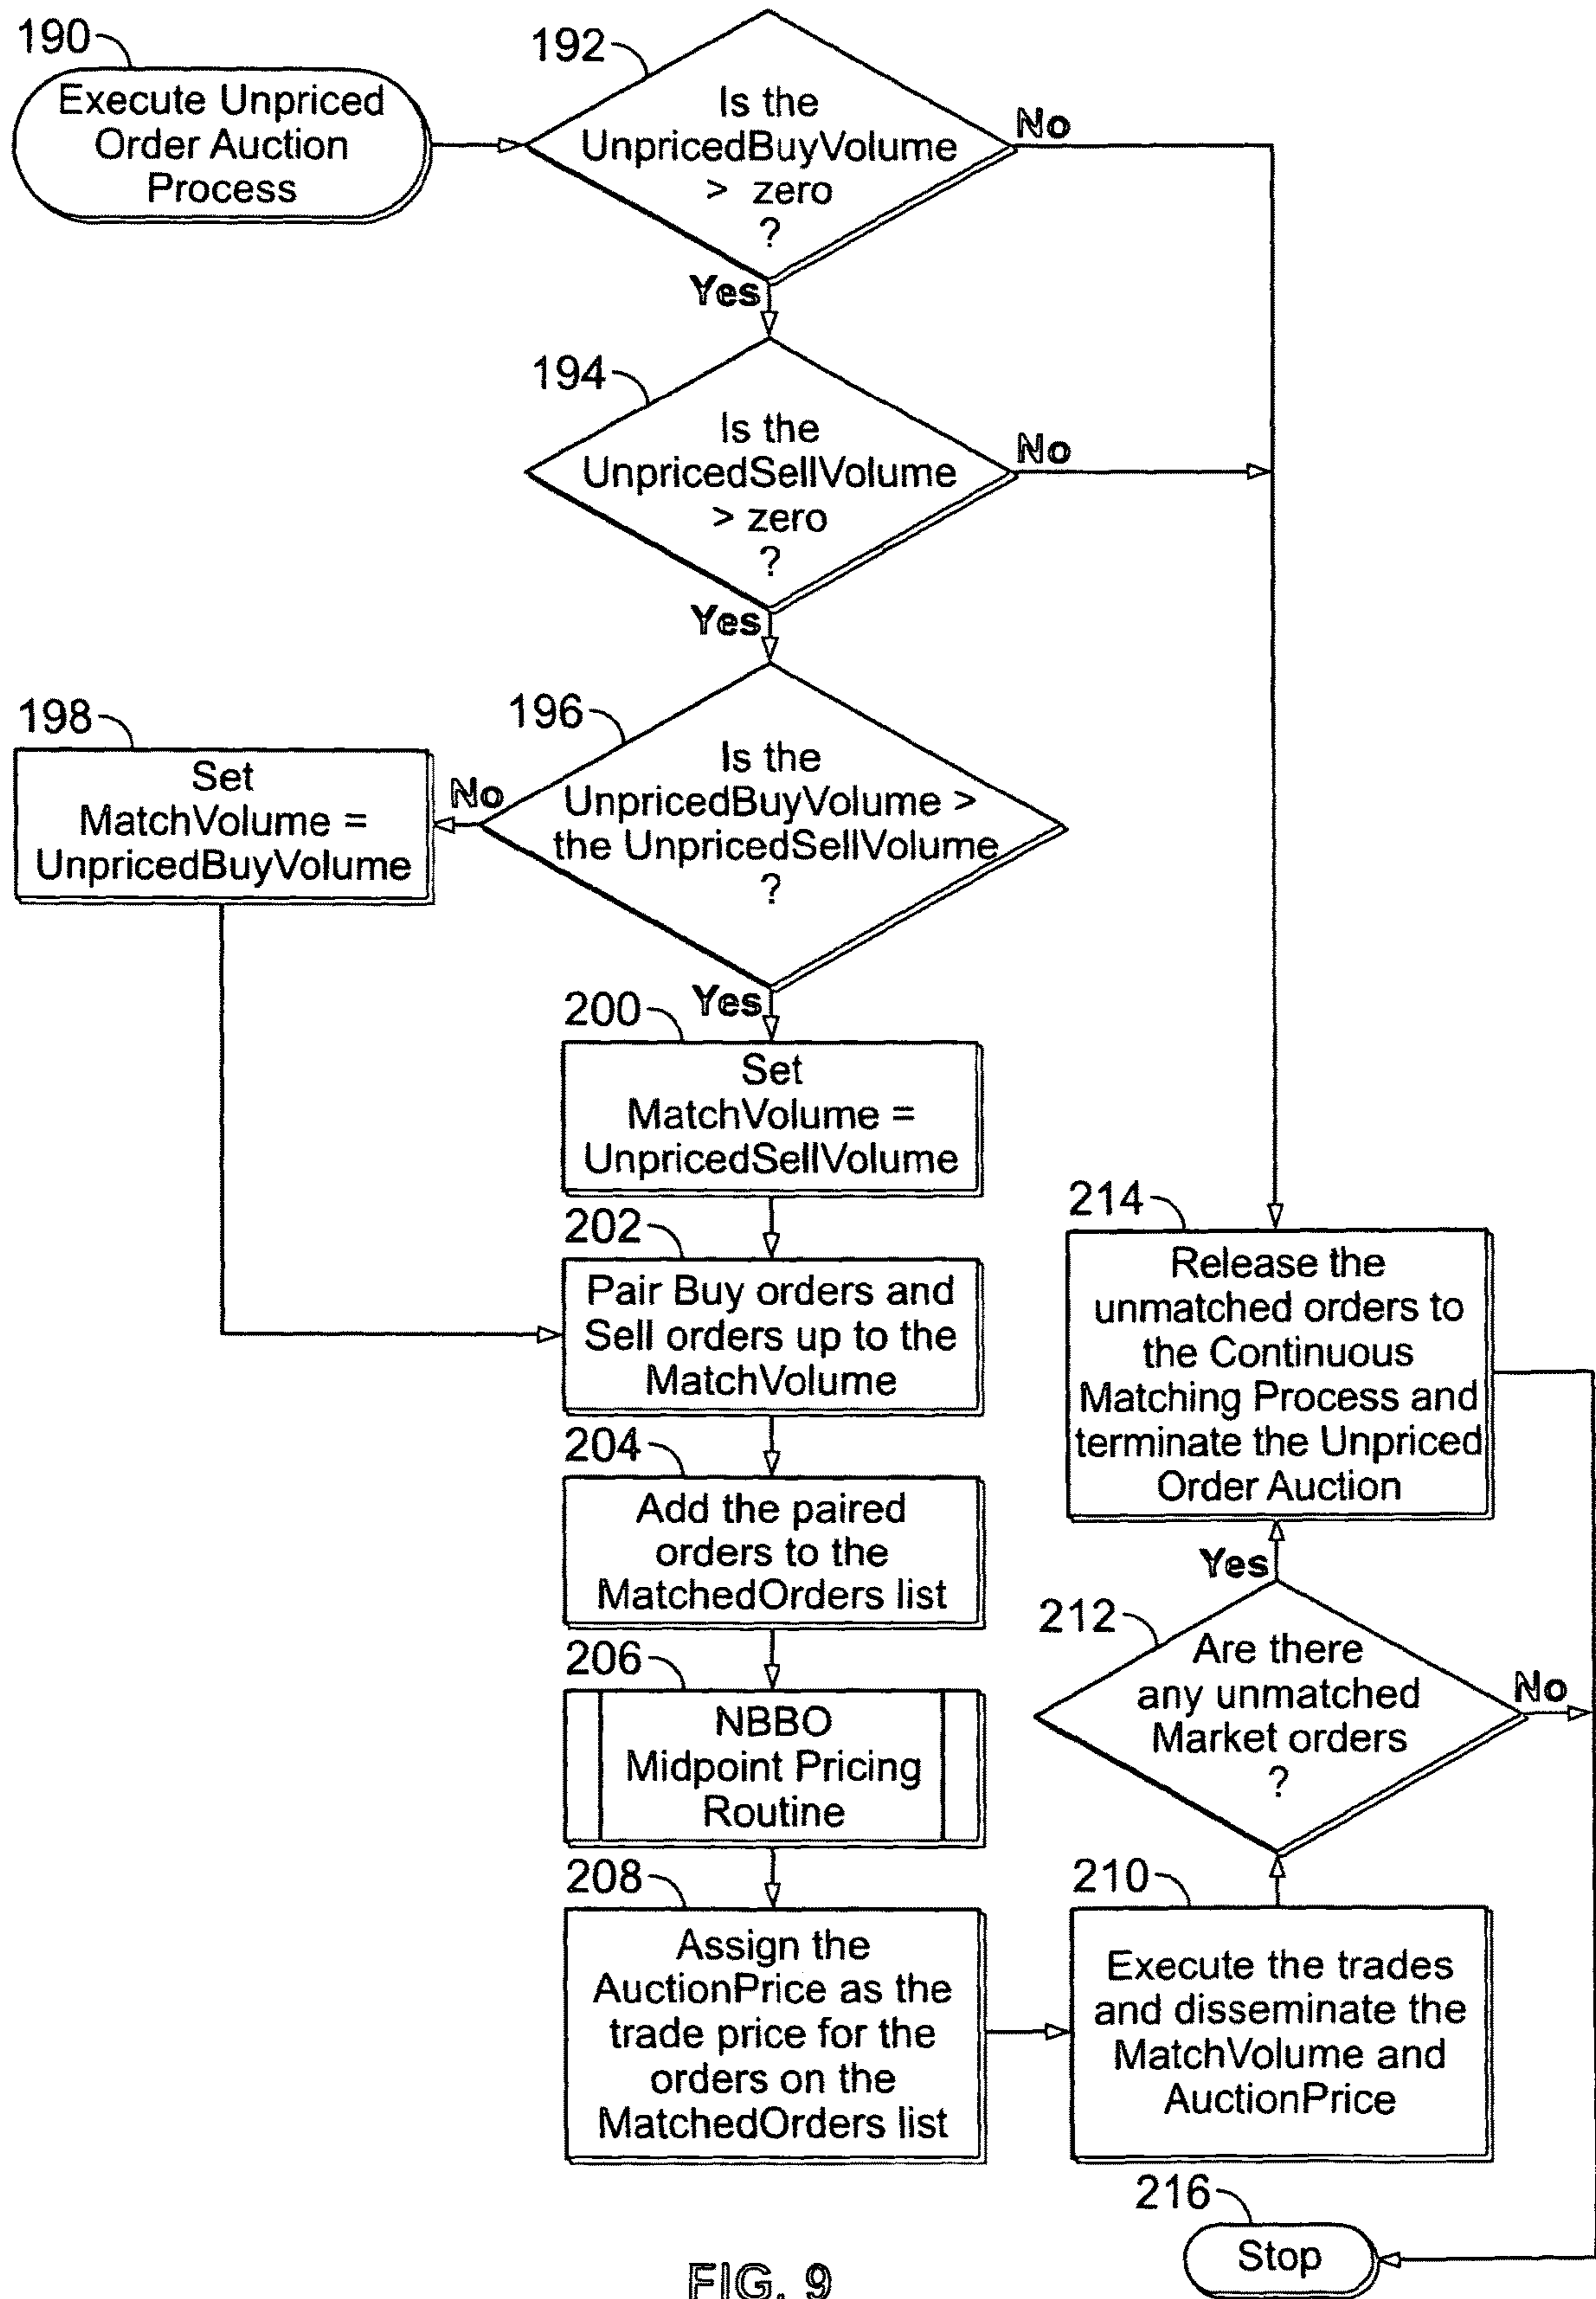 190
Execute Unpriced
Order Auction
Process
192
Is the
UnpricedBuyVolume
> zero
?
No
Yes
194
Is the
UnpricedSellVolume
> zero
?
No
Yes
196
Is the
UnpricedBuyVolume >
the UnpricedSellVolume
?
No
Yes
198
Set
MatchVolume =
UnpricedBuyVolume
200
Set
MatchVolume =
UnpricedSellVolume
202
Pair Buy orders and
Sell orders up to the
MatchVolume
204
Add the paired
orders to the
MatchedOrders list
206
NBBO
Midpoint Pricing
Routine
208
Assign the
AuctionPrice as the
trade price for the
orders on the
MatchedOrders list
210
Execute the trades
and disseminate the
MatchVolume and
AuctionPrice
212
Are there
any unmatched
Market orders
?
Yes
No
214
Release the
unmatched orders to
the Continuous
Matching Process and
terminate the Unpriced
Order Auction
216
Stop
FIG. 9